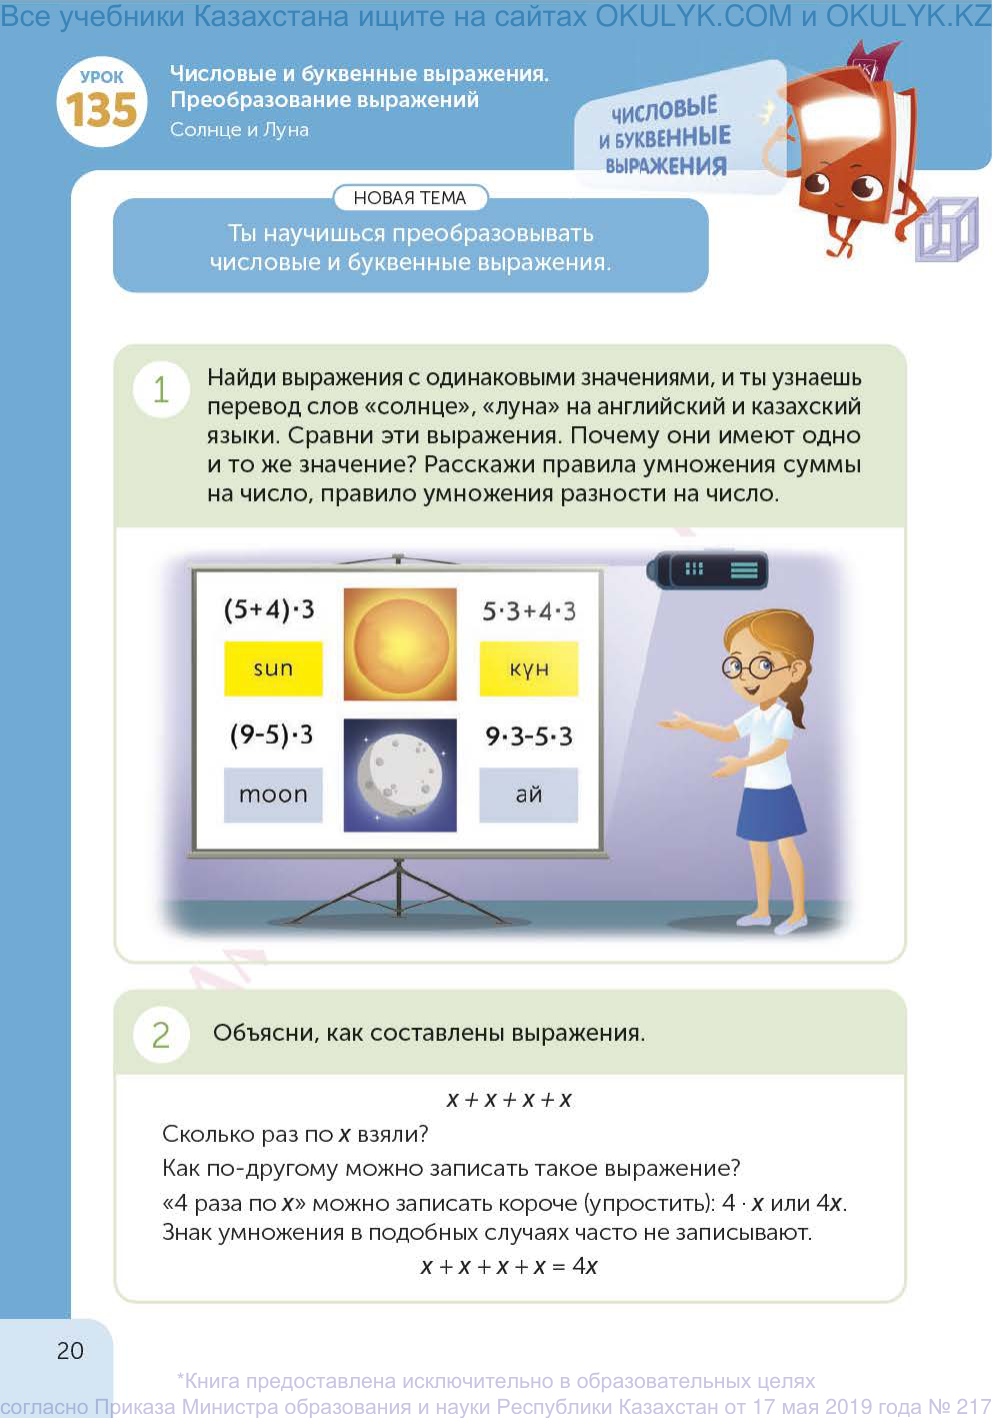 Все учебники Казахстана ищите на сайтах OKULYK.COM и OKULYK.KZ
УРОК
135
Числовые и буквенные выражения.
Преобразование выражений
Солнце и Луна
ЧИСЛОВЫЕ
И БУКВЕННЫЕ
ВЫРАЖЕНИЯ
НОВАЯ ТЕМА
Ты научишься преобразовывать
числовые и буквенные выражения.
1
Найди выражения с одинаковыми значениями, и ты узнаешь
перевод слов «солнце», «луна» на английский и казахский
языки. Сравни эти выражения. Почему они имеют одно
и то же значение? Расскажи правила умножения суммы
на число, правило умножения разности на число.
(5+4)·3
5·3+4·3
sun
күн
(9-5)·3
9·3-5·3
moon
ай
2
Объясни, как составлены выражения.
x + x + x + x
Сколько раз по x взяли?
Как по-другому можно записать такое выражение?
«4 раза по x» можно записать короче (упростить): 4 · x или 4x.
Знак умножения в подобных случаях часто не записывают.
x + x + x + x = 4x
20
*Книга предоставлена исключительно в образовательных целях
согласно Приказа Министра образования и науки Республики Казахстан от 17 мая 2019 года № 217